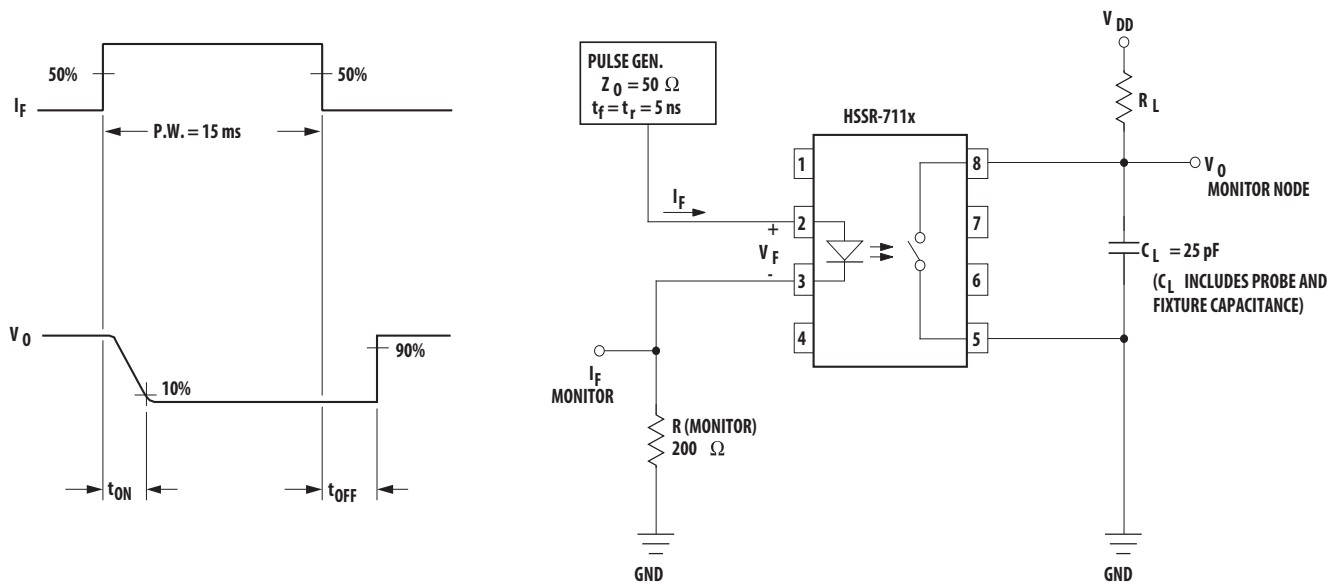 50%
50%
I_F
P.W. = 15 ms
V_O
90%
10%
t_ON
t_OFF
PULSE GEN.
Z_O = 50 Ω
t_f = t_r = 5 ns
HSSR-711x
V_DD
R_L
1
2
3
4
8
7
6
5
I_F
+
V_F
-
V_O
MONITOR NODE
C_L = 25 pF
(C_L INCLUDES PROBE AND
FIXTURE CAPACITANCE)
I_F
MONITOR
R (MONITOR)
200 Ω
GND
GND